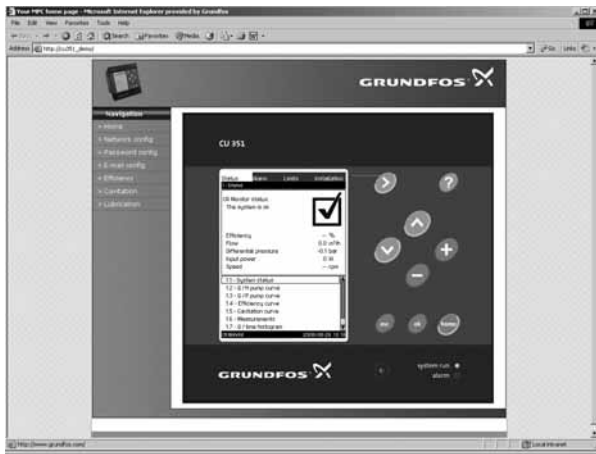 Your MPC home page - Microsoft Internet Explorer provided by Grundfos
File Edit View Favorites Tools Help
Search Favorites Media
Address http://cu351_demo/
Links
GRUNDFOS
Navigation
Home
Network config
Password config
E-mail config
Efficiency
Cavitation
Lubrication
CU 351
Status Alarm Limits Installation
1 - Status
The system is ok
Efficiency -- %
Flow 0.0 m³/h
Differential pressure -0.1 bar
Input power 0 W
Speed -- rpm
1.1 - System status
1.2 - Q/H pump curve
1.3 - Q/P pump curve
1.4 - Efficiency curve
1.5 - Cavitation curve
1.6 - Measurements
1.7 - Q / time histogram
?
+
−
esc ok home
GRUNDFOS
system run
alarm
http://www.grundfos.com/
Local intranet